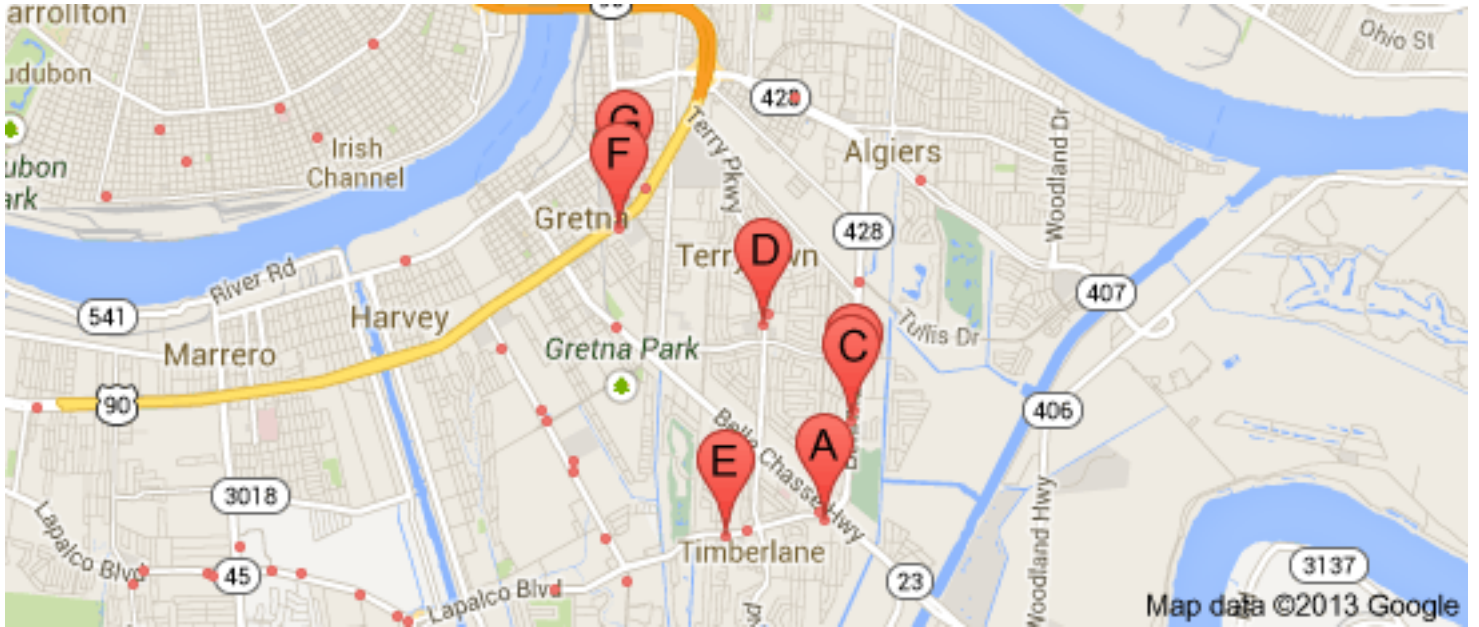 arrollton
udubon
ubon
ark
Irish
Channel
Ohio St
428
Terry Pkwy
Algiers
Woodland Dr
G
F
Gretna
428
D
River Rd
407
541
Harvey
Tullis Dr
Marrero
Gretna Park
C
90
406
Belle Chasse Hwy
A
E
3018
Lapalco Blvd
Timberlane
Woodland Hwy
45
Lapalco Blvd
23
3137
Map data ©2013 Google